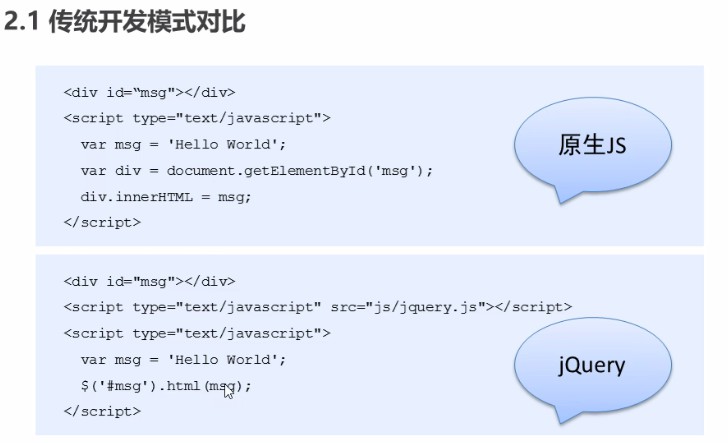 2.1 传统开发模式对比
<div id=“msg"></div>
<script type="text/javascript">
var msg = 'Hello World';
var div = document.getElementById('msg');
div.innerHTML = msg;
</script>
原生JS
<div id="msg"></div>
<script type="text/javascript" src="js/jquery.js"></script>
<script type="text/javascript">
var msg = 'Hello World';
$('#msg').html(msg);
</script>
jQuery